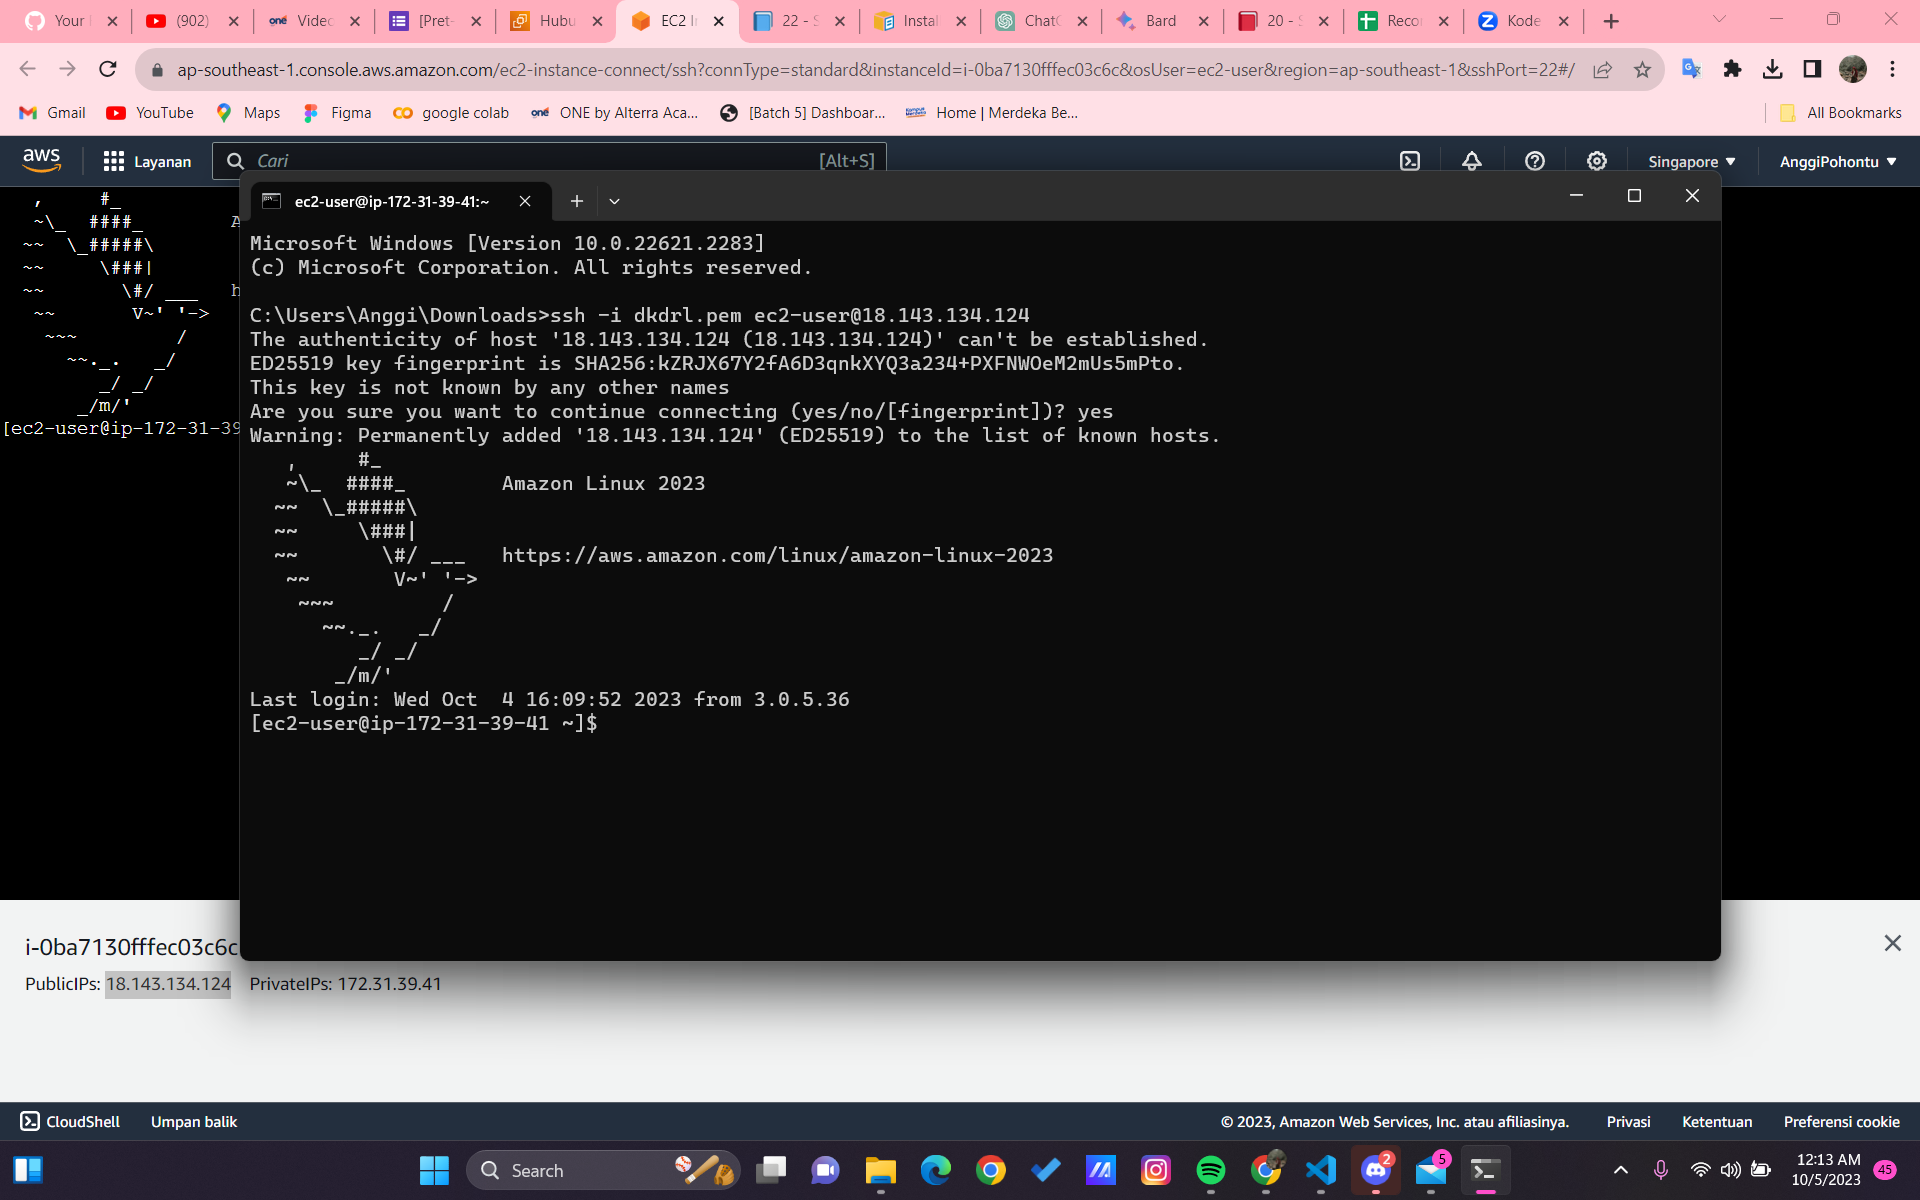 Your
(902)
one Video
[Pret-
Hubu
EC2 In
22 - S
Instal
ChatG
Bard
20 - S
Recor
Kode
ap-southeast-1.console.aws.amazon.com/ec2-instance-connect/ssh?connType=standard&instanceId=i-0ba7130fffec03c6c&osUser=ec2-user&region=ap-southeast-1&sshPort=22#/
Gmail
YouTube
Maps
Figma
google colab
one ONE by Alterra Aca...
[Batch 5] Dashboar...
Home | Merdeka Be...
All Bookmarks
aws
Layanan
Cari
[Alt+S]
Singapore
AnggiPohontu
ec2-user@ip-172-31-39-41:~
Microsoft Windows [Version 10.0.22621.2283]
(c) Microsoft Corporation. All rights reserved.
C:\Users\Anggi\Downloads>ssh -i dkdrl.pem ec2-user@18.143.134.124
The authenticity of host '18.143.134.124 (18.143.134.124)' can't be established.
ED25519 key fingerprint is SHA256:kZRJX67Y2fA6D3qnkXYQ3a234+PXFNWOeM2mUs5mPto.
This key is not known by any other names
Are you sure you want to continue connecting (yes/no/[fingerprint])? yes
Warning: Permanently added '18.143.134.124' (ED25519) to the list of known hosts.
   ,     #_
   ~\_  ####_        Amazon Linux 2023
  ~~  \_#####\
  ~~     \###|
  ~~       \#/ ___   https://aws.amazon.com/linux/amazon-linux-2023
   ~~       V~' '->
    ~~~         /
      ~~._.   _/
         _/ _/
       _/m/'
Last login: Wed Oct  4 16:09:52 2023 from 3.0.5.36
[ec2-user@ip-172-31-39-41 ~]$
   ,     #_
   ~\_  ####_        A
  ~~  \_#####\
  ~~     \###|
  ~~       \#/ ___   h
   ~~       V~' '->
    ~~~         /
      ~~._.   _/
         _/ _/
       _/m/'
[ec2-user@ip-172-31-39
i-0ba7130fffec03c6c
PublicIPs: 18.143.134.124 PrivateIPs: 172.31.39.41
CloudShell
Umpan balik
© 2023, Amazon Web Services, Inc. atau afiliasinya.
Privasi
Ketentuan
Preferensi cookie
Search
2
5
12:13 AM
10/5/2023
45